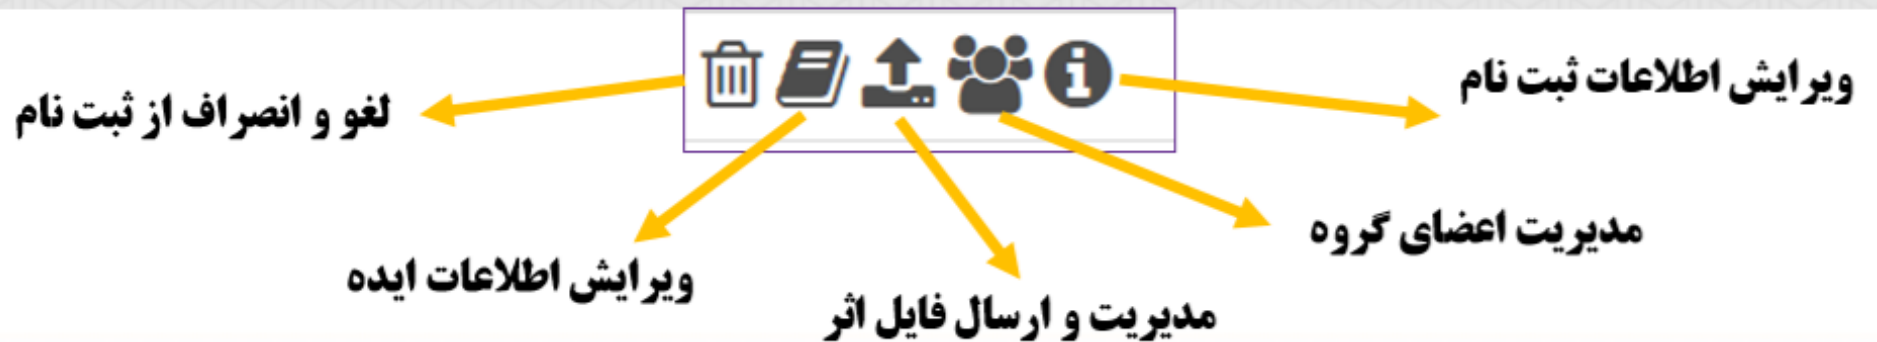 ویرایش اطلاعات ثبت نام
مدیریت اعضای گروه
مدیریت و ارسال فایل اثر
ویرایش اطلاعات ایده
لغو و انصراف از ثبت نام